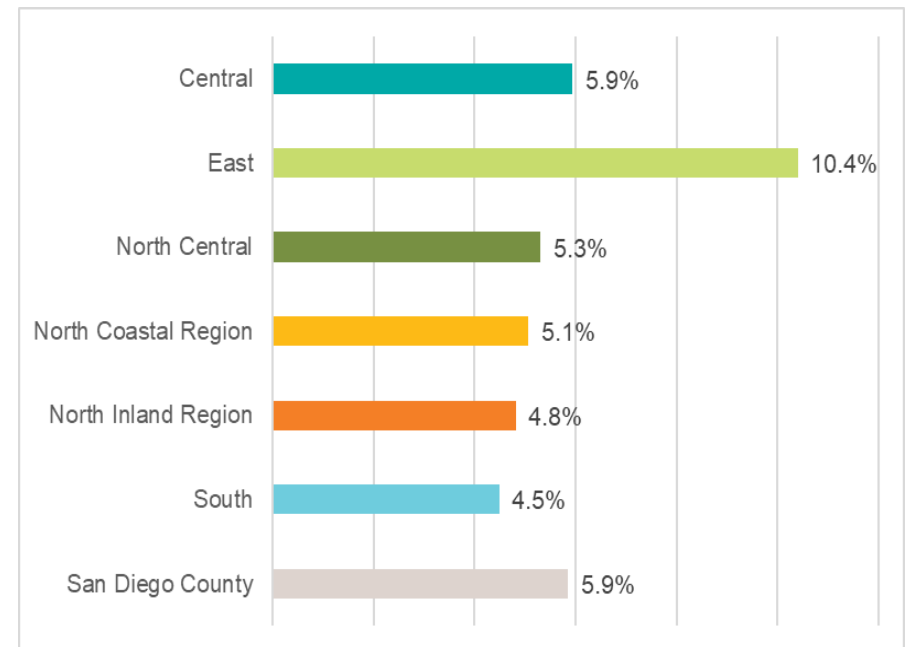 Central 5.9%
East 10.4%
North Central 5.3%
North Coastal Region 5.1%
North Inland Region 4.8%
South 4.5%
San Diego County 5.9%